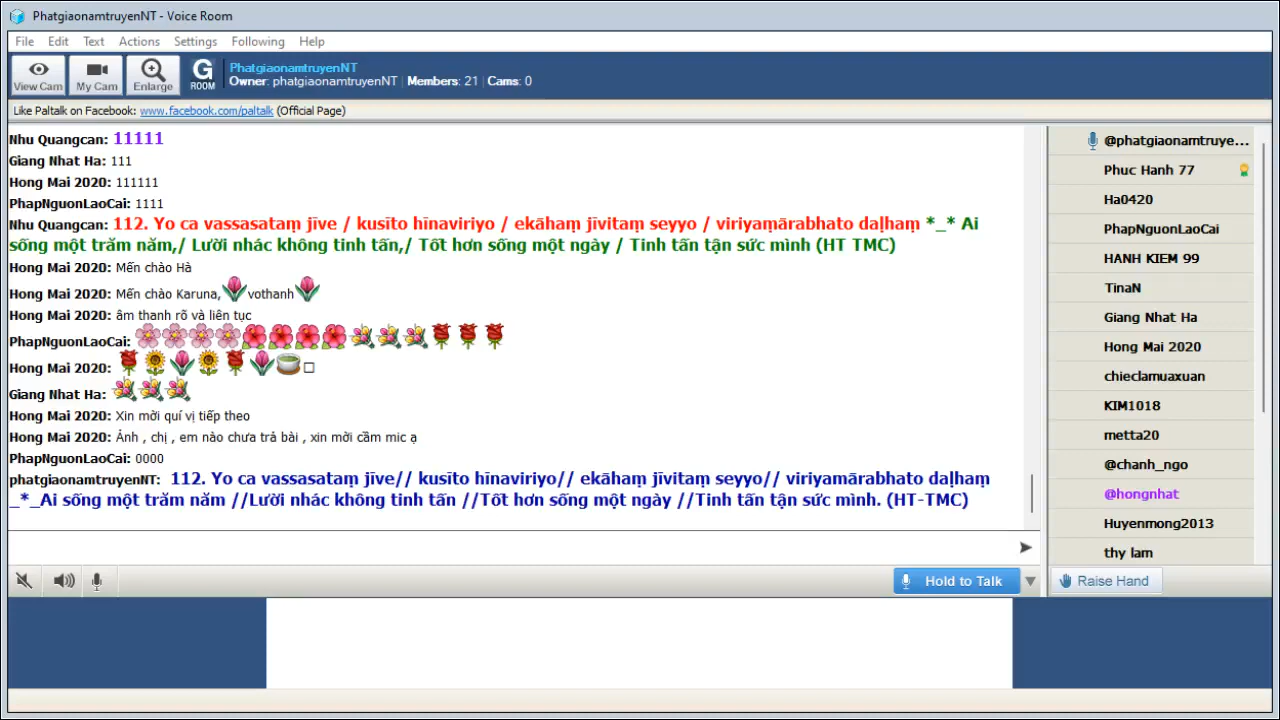 PhatgiaonamtruyenNT - Voice Room
File Edit Text Actions Settings Following Help
View Cam My Cam Enlarge G ROOM
PhatgiaonamtruyenNT
Owner: phatgiaonamtruyenNT Members: 21 Cams: 0
Like Paltalk on Facebook: www.facebook.com/paltalk (Official Page)
Nhu Quangcan: 11111
Giang Nhat Ha: 111
Hong Mai 2020: 111111
PhapNguonLaoCai: 1111
Nhu Quangcan: 112. Yo ca vassasataṃ jīve / kusīto hīnaviriyo / ekāhaṃ jīvitaṃ seyyo / viriyamārabhato daḷhaṃ *_* Ai
sống một trăm năm,/ Lười nhác không tinh tấn,/ Tốt hơn sống một ngày / Tinh tấn tận sức mình (HT TMC)
Hong Mai 2020: Mến chào Hà
Hong Mai 2020: Mến chào Karuna, vothanh
Hong Mai 2020: âm thanh rõ và liên tục
PhapNguonLaoCai:
Hong Mai 2020:
Giang Nhat Ha:
Hong Mai 2020: Xin mời quí vị tiếp theo
Hong Mai 2020: Ảnh , chị , em nào chưa trả bài , xin mời cầm mic ạ
PhapNguonLaoCai: 0000
phatgiaonamtruyenNT: 112. Yo ca vassasataṃ jīve// kusīto hīnaviriyo// ekāhaṃ jīvitaṃ seyyo// viriyamārabhato daḷhaṃ
_*_Ai sống một trăm năm //Lười nhác không tinh tấn //Tốt hơn sống một ngày //Tinh tấn tận sức mình. (HT-TMC)
Hold to Talk
@phatgiaonamtruye...
Phuc Hanh 77
Ha0420
PhapNguonLaoCai
HANH KIEM 99
TinaN
Giang Nhat Ha
Hong Mai 2020
chieclamuaxuan
KIM1018
metta20
@chanh_ngo
@hongnhat
Huyenmong2013
thy lam
Raise Hand